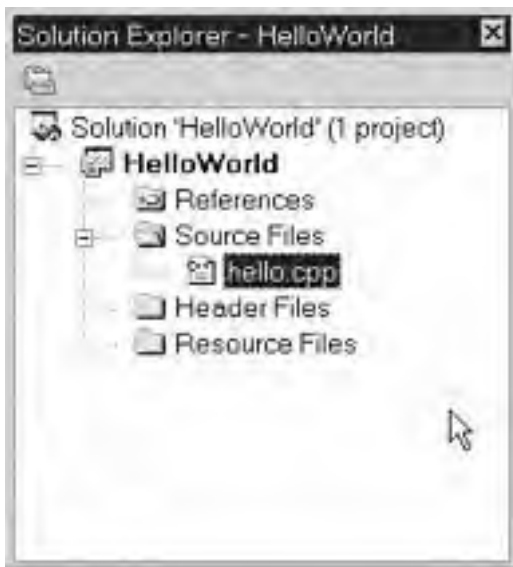 Solution Explorer - HelloWorld
Solution 'HelloWorld' (1 project)
HelloWorld
References
Source Files
hello.cpp
Header Files
Resource Files